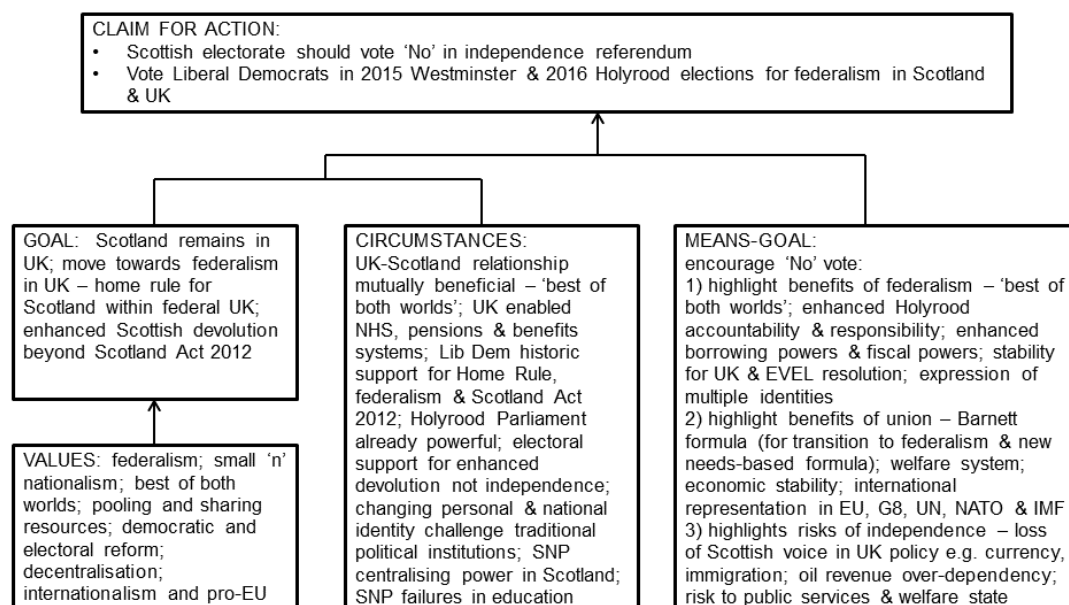 CLAIM FOR ACTION:
• Scottish electorate should vote ‘No’ in independence referendum
• Vote Liberal Democrats in 2015 Westminster & 2016 Holyrood elections for federalism in Scotland
& UK
GOAL: Scotland remains in
UK; move towards federalism
in UK – home rule for
Scotland within federal UK;
enhanced Scottish devolution
beyond Scotland Act 2012
VALUES: federalism; small ‘n’
nationalism; best of both
worlds; pooling and sharing
resources; democratic and
electoral reform;
decentralisation;
internationalism and pro-EU
CIRCUMSTANCES:
UK-Scotland relationship
mutually beneficial – ‘best of
both worlds’; UK enabled
NHS, pensions & benefits
systems; Lib Dem historic
support for Home Rule,
federalism & Scotland Act
2012; Holyrood Parliament
already powerful; electoral
support for enhanced
devolution not independence;
changing personal & national
identity challenge traditional
political institutions; SNP
centralising power in Scotland;
SNP failures in education
MEANS-GOAL:
encourage ‘No’ vote:
1) highlight benefits of federalism – ‘best of
both worlds’; enhanced Holyrood
accountability & responsibility; enhanced
borrowing powers & fiscal powers; stability
for UK & EVEL resolution; expression of
multiple identities
2) highlight benefits of union – Barnett
formula (for transition to federalism & new
needs-based formula); welfare system;
economic stability; international
representation in EU, G8, UN, NATO & IMF
3) highlights risks of independence – loss
of Scottish voice in UK policy e.g. currency,
immigration; oil revenue over-dependency;
risk to public services & welfare state